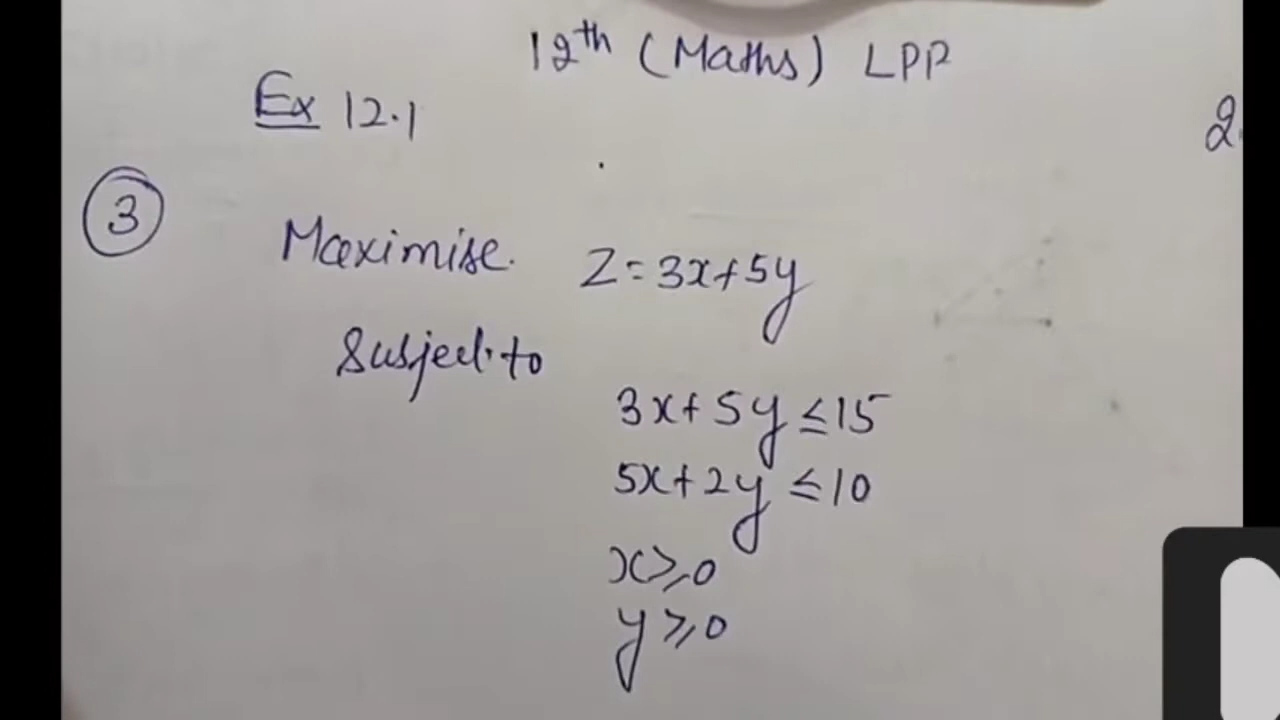 12th (Maths) LPP
Ex 12.1
2.
3 Maximise. Z=3x+5y
Subject to
3x+5y≤15
5x+2y≤10
x≥0
y≥0